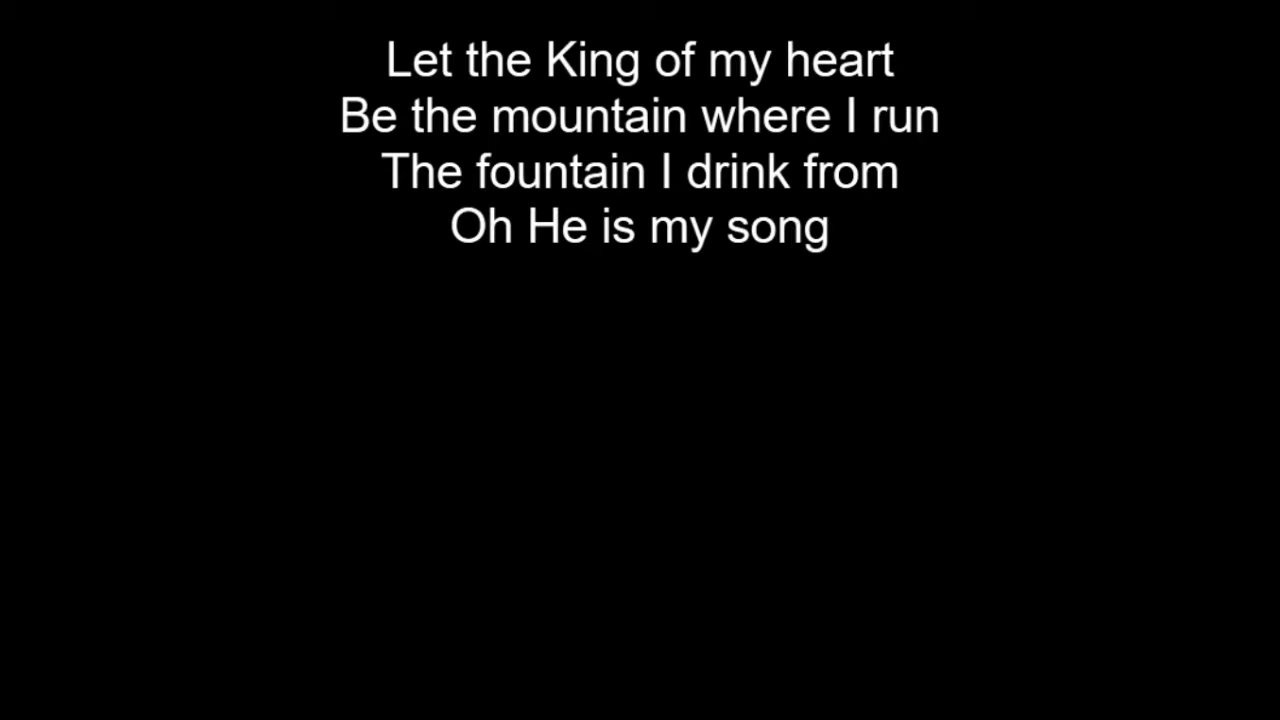 Let the King of my heart
Be the mountain where I run
The fountain I drink from
Oh He is my song